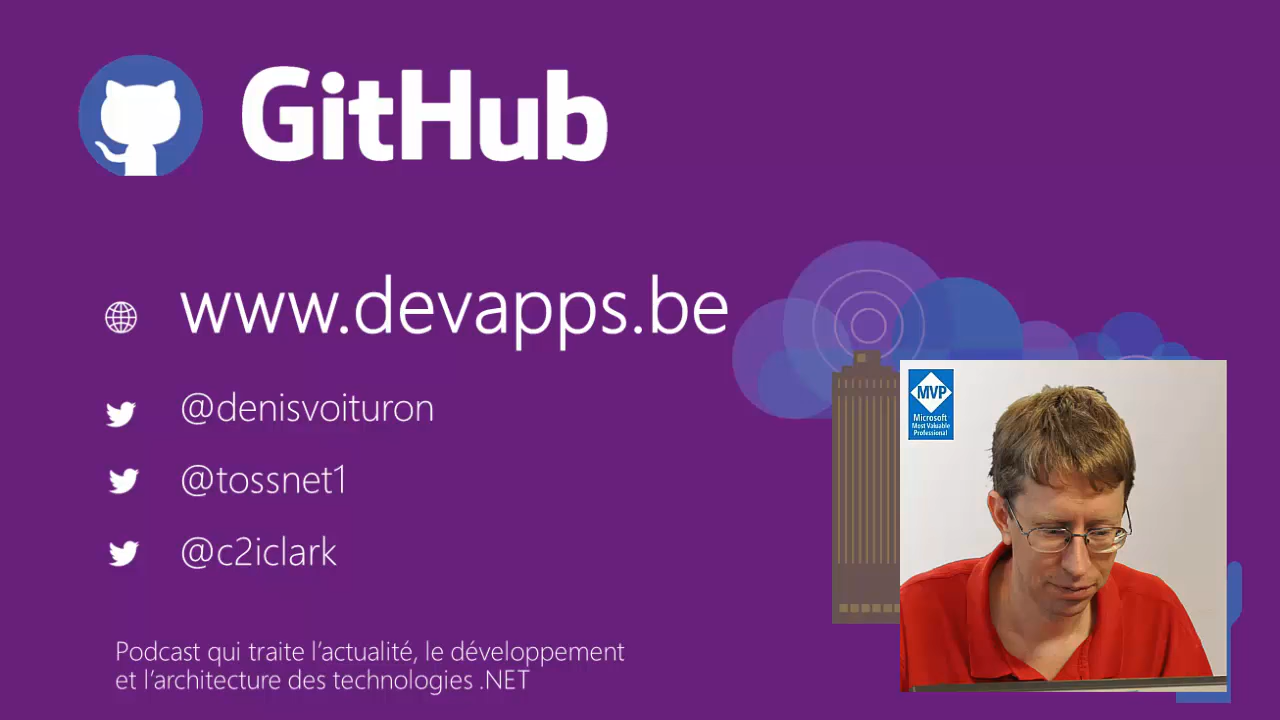 GitHub
www.devapps.be
@denisvoituron
@tossnet1
@c2iclark
Podcast qui traite l'actualité, le développement
et l'architecture des technologies .NET
MVP
Microsoft
Most Valuable
Professional